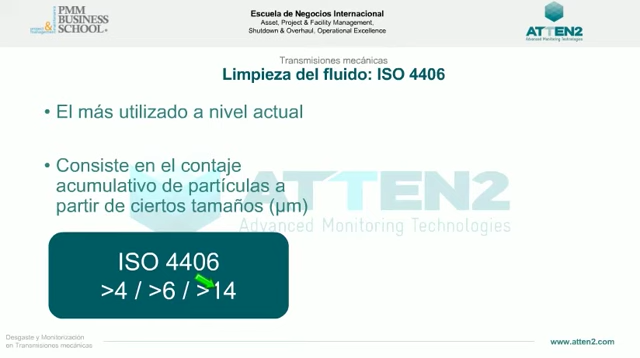 PMM
BUSINESS
SCHOOL
Escuela de Negocios Internacional
Asset, Project & Facility Management,
Shutdown & Overhaul, Operational Excellence
ATTEN2
Advanced Monitoring Technologies
Transmisiones mecánicas
Limpieza del fluido: ISO 4406
• El más utilizado a nivel actual
• Consiste en el contaje
acumulativo de partículas a
partir de ciertos tamaños (μm)
ATTEN2
Advanced Monitoring Technologies
ISO 4406
>4 / >6 / >14
Desgaste y Monitorización
en Transmisiones mecánicas
www.atten2.com